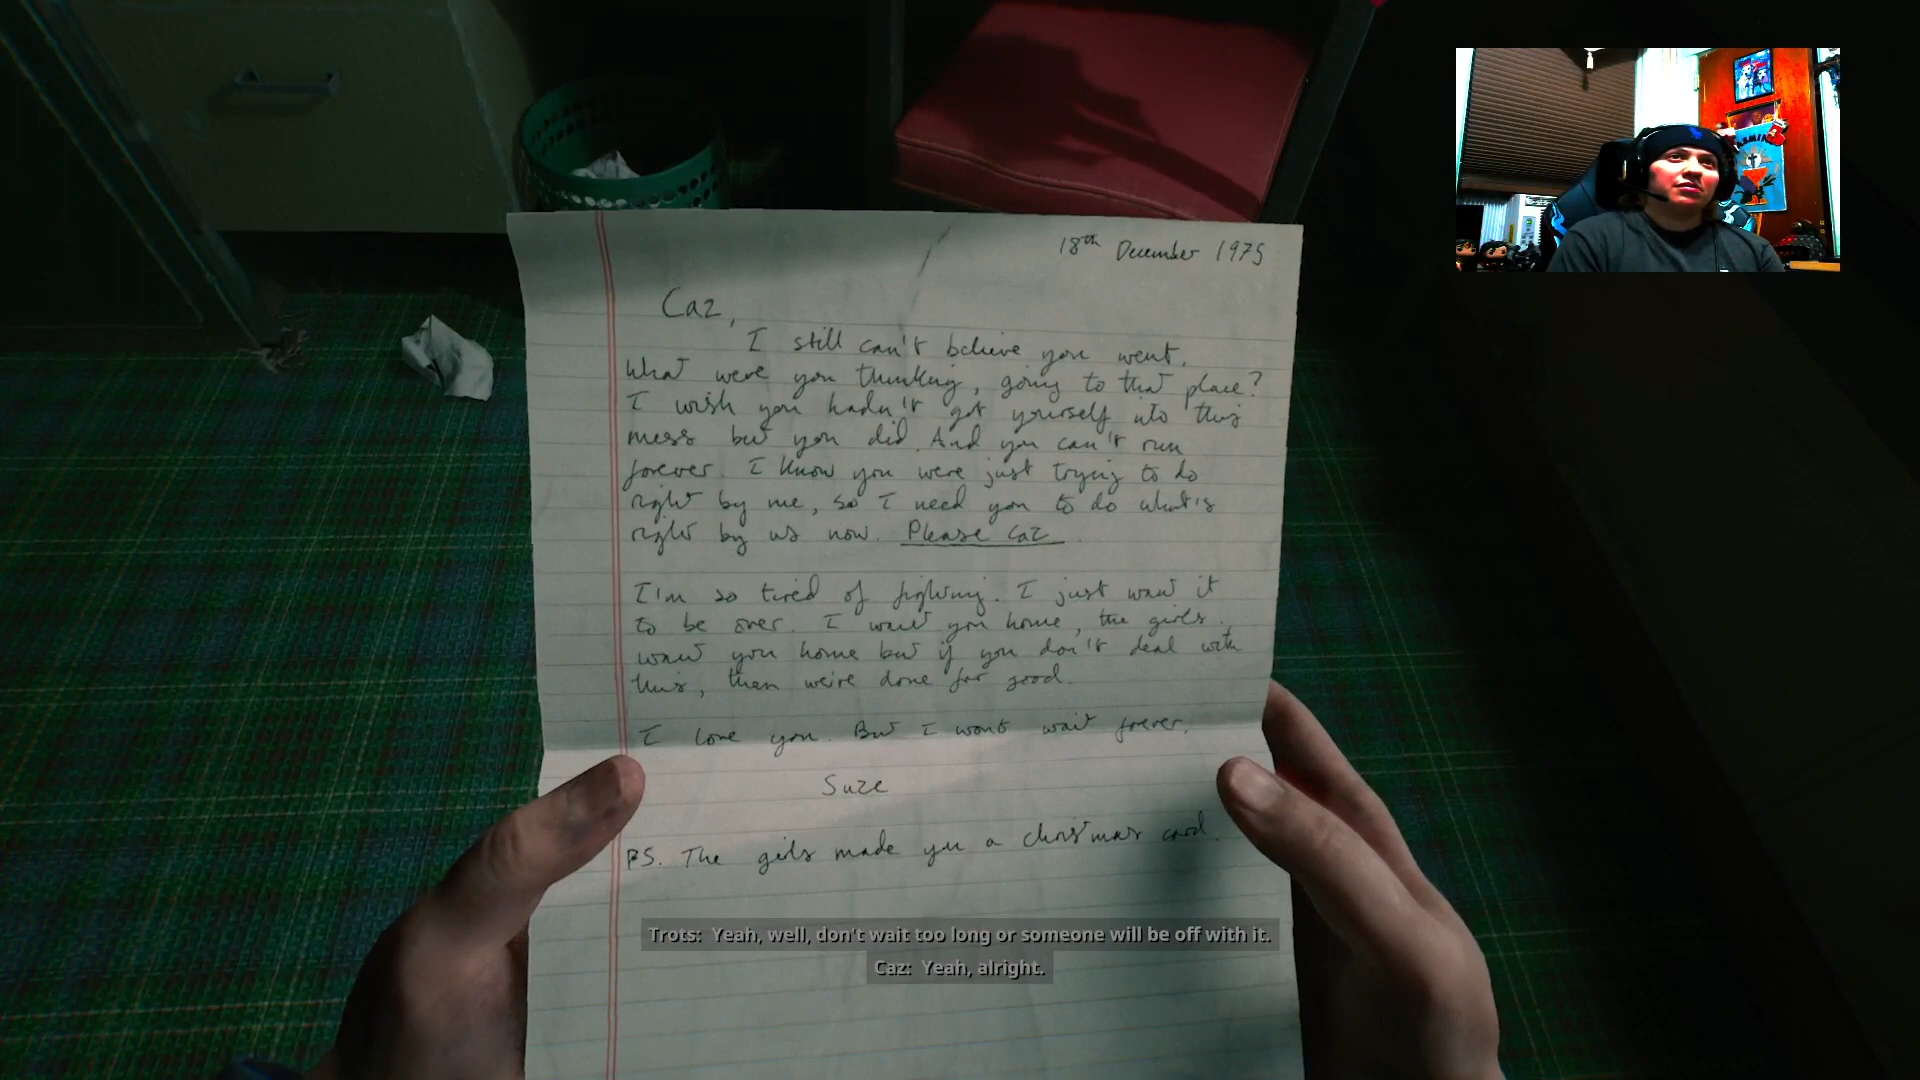 18th December 1975
Caz,
I still can't believe you went.
What were you thinking, going to that place?
I wish you hadn't got yourself into this
mess but you did. And you can't run
forever. I know you were just trying to do
right by me, so I need you to do what's
right by us now. Please Caz.
I'm so tired of fighting. I just want it
to be over. I want you home, the girls
want you home but if you don't deal with
this, then we're done for good.
I love you. But I wont wait forever.
Suze
PS. The girls made you a christmas card.
Trots: Yeah, well, don't wait too long or someone will be off with it.
Caz: Yeah, alright.